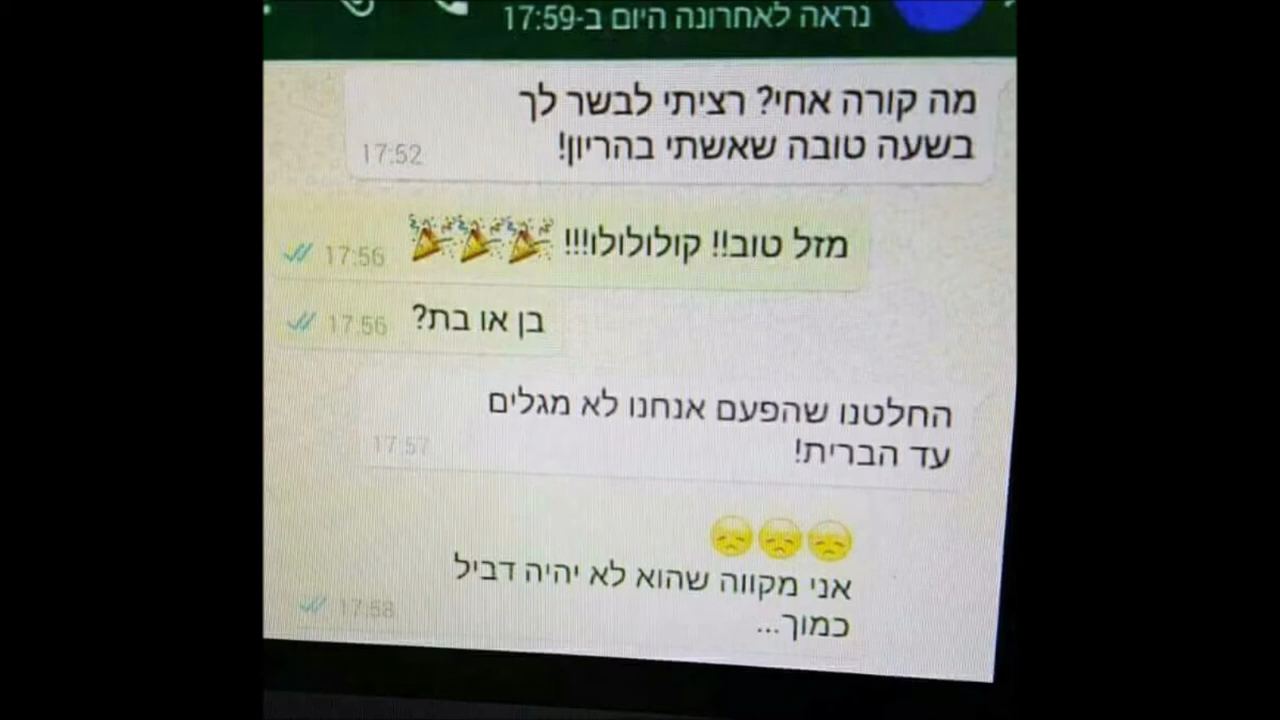 נראה לאחרונה היום ב-17:59
מה קורה אחי? רציתי לבשר לך
בשעה טובה שאשתי בהריון!
17:52
מזל טוב!! קולולולו!!! 🎉🎉🎉
17:56
בן או בת?
17:56
החלטנו שהפעם אנחנו לא מגלים
עד הברית!
17:57
😞😞😞
אני מקווה שהוא לא יהיה דביל
כמוך...
17:58